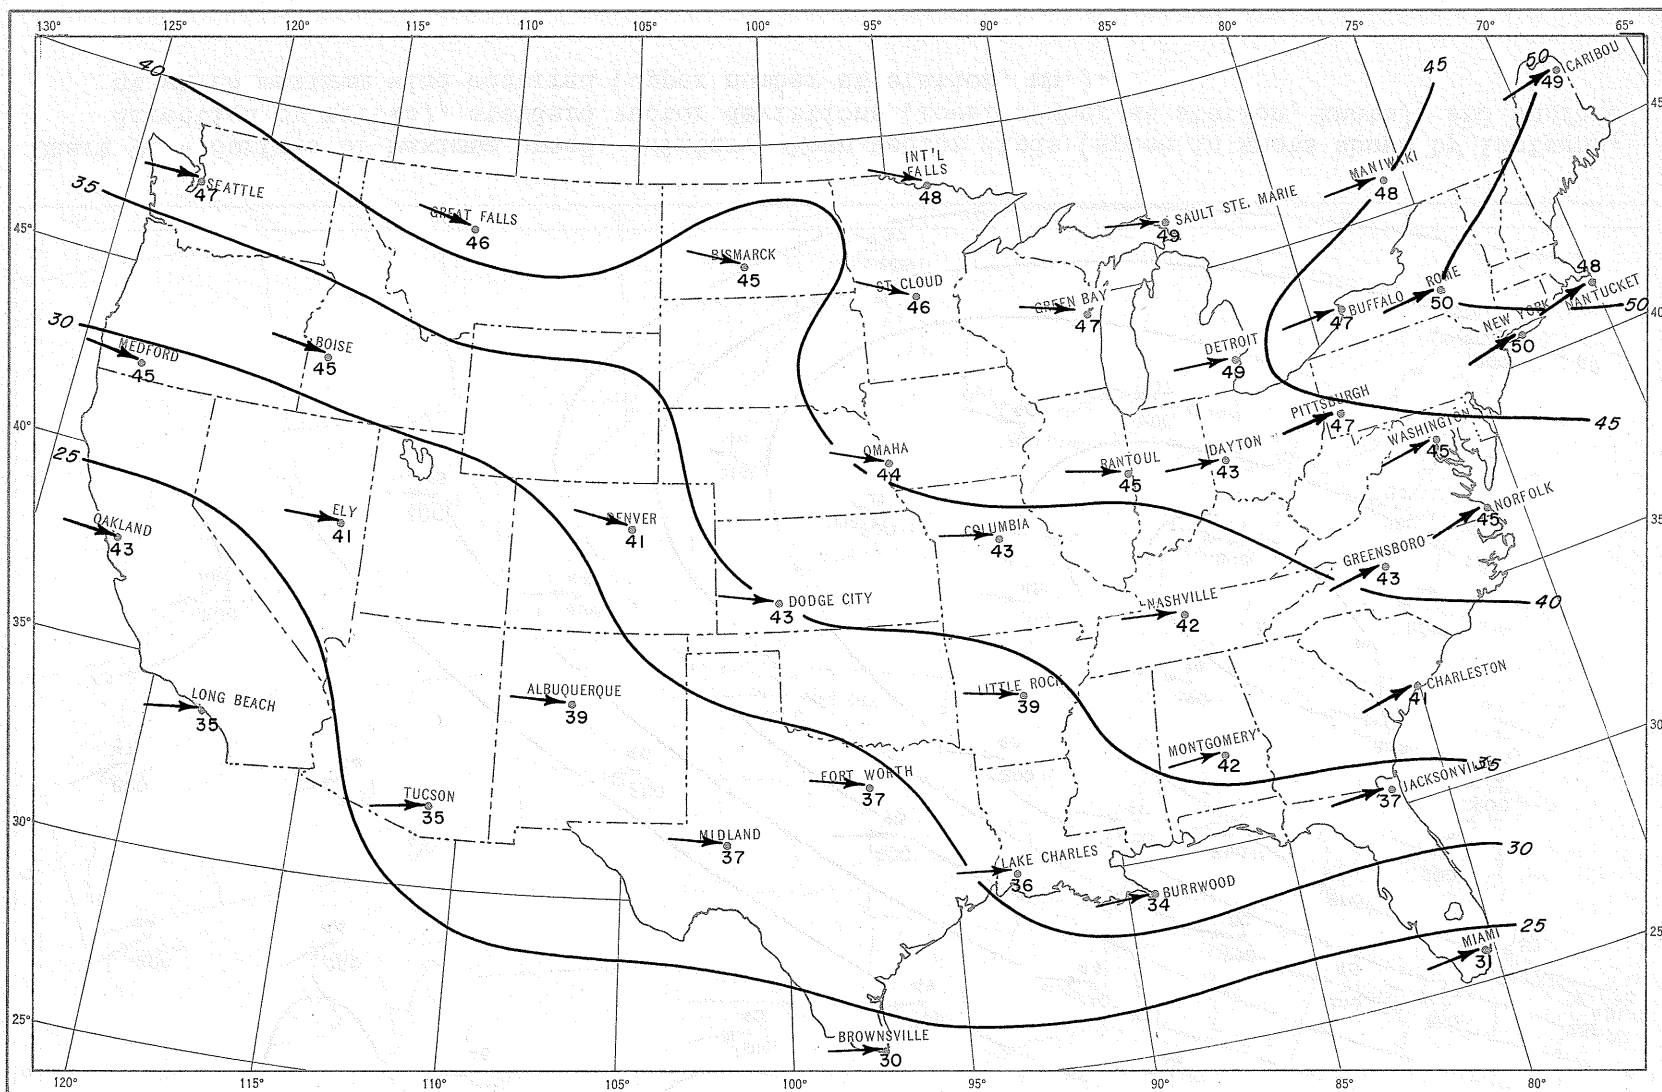 130° 125° 120° 115° 110° 105° 100° 95° 90° 85° 80° 75° 70° 65°
40 45 50 CARIBOU
49
45°
INT'L
FALLS
48
MANIWAKI
48
SEATTLE
47
35
GREAT FALLS
46
SAULT STE. MARIE
49
45°
BISMARCK
45
ST CLOUD
46
GREEN BAY
47
BUFFALO
47
ROME
50
48
NANTUCKET
50
40°
NEW YORK
50
30
MEDFORD
45
BOISE
45
DETROIT
49
PITTSBURGH
47
45
40°
25
OMAHA
44
RANTOUL
45
DAYTON
43
WASHINGTON
45
OAKLAND
43
ELY
41
DENVER
41
COLUMBIA
43
NORFOLK
45
35°
GREENSBORO
43
DODGE CITY
43
NASHVILLE
42
40
35°
LONG BEACH
35
ALBUQUERQUE
39
LITTLE ROCK
39
CHARLESTON
41
30°
MONTGOMERY
42
35
JACKSONVILLE
37
TUCSON
35
FORT WORTH
37
30°
MIDLAND
37
LAKE CHARLES
36
BURRWOOD
34
30
25
MIAMI
31
25°
25°
BROWNSVILLE
30
120° 115° 110° 105° 100° 95° 90° 85° 80°